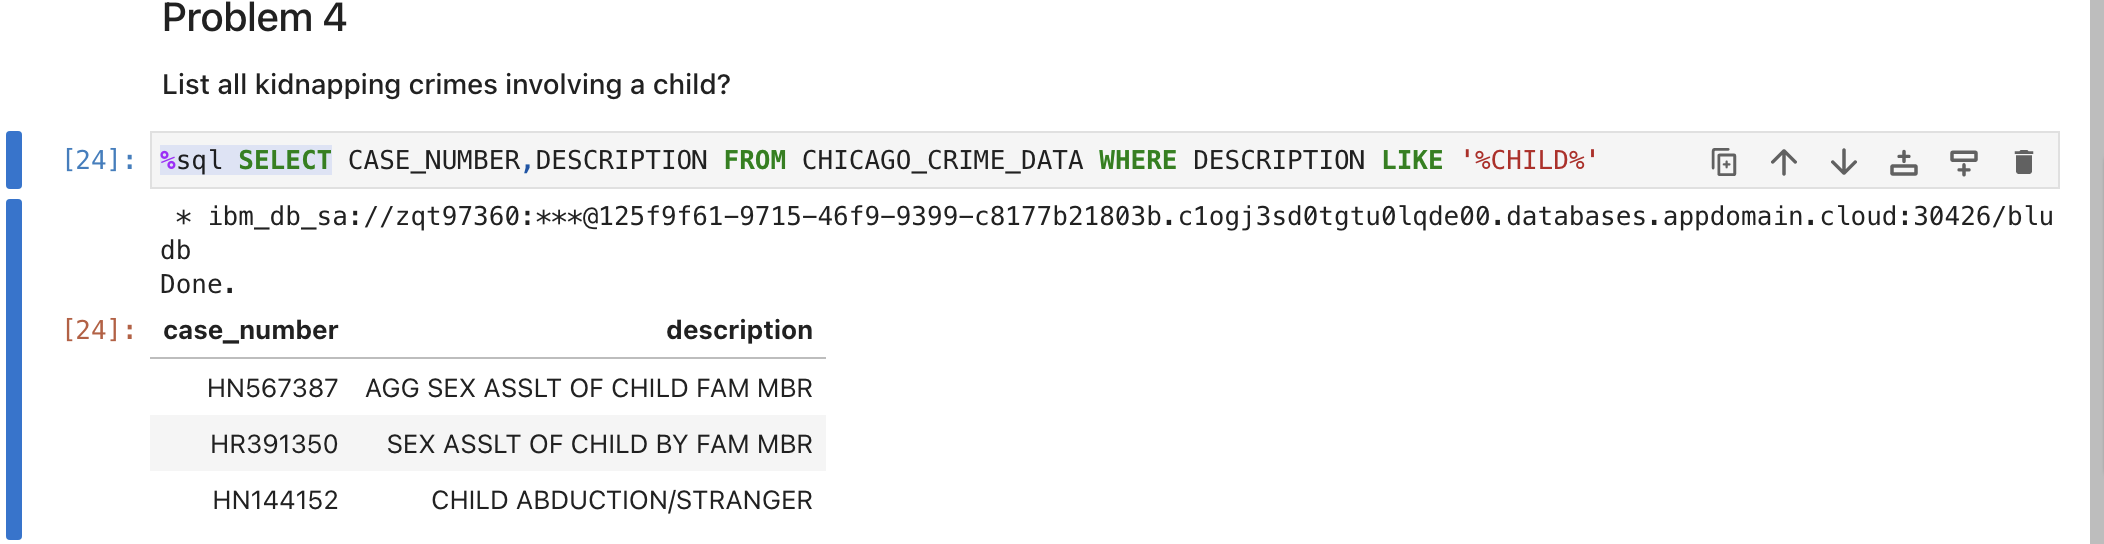 Problem 4
List all kidnapping crimes involving a child?
[24]: %sql SELECT CASE_NUMBER,DESCRIPTION FROM CHICAGO_CRIME_DATA WHERE DESCRIPTION LIKE '%CHILD%'
* ibm_db_sa://zqt97360:***@125f9f61-9715-46f9-9399-c8177b21803b.c1ogj3sd0tgtu0lqde00.databases.appdomain.cloud:30426/blu
db
Done.
[24]: case_number description
HN567387 AGG SEX ASSLT OF CHILD FAM MBR
HR391350 SEX ASSLT OF CHILD BY FAM MBR
HN144152 CHILD ABDUCTION/STRANGER